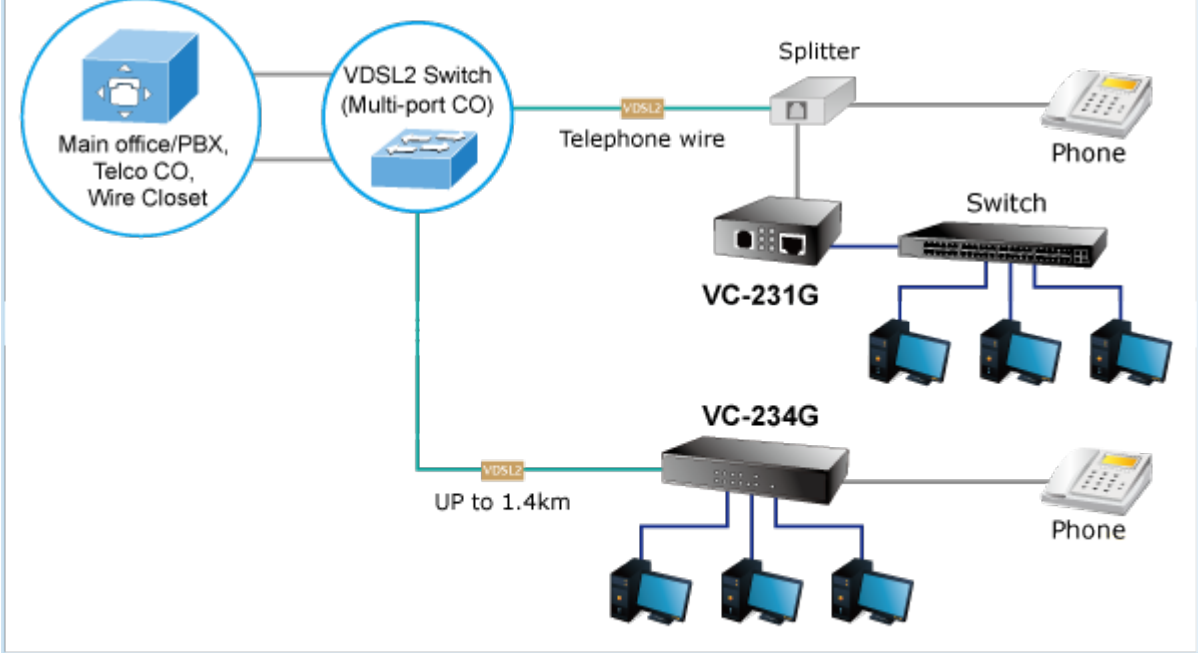 Main office/PBX,
Telco CO,
Wire Closet
VDSL2 Switch
(Multi-port CO)
VDSL2
Telephone wire
Splitter
Phone
VC-231G
Switch
VDSL2
UP to 1.4km
VC-234G
Phone